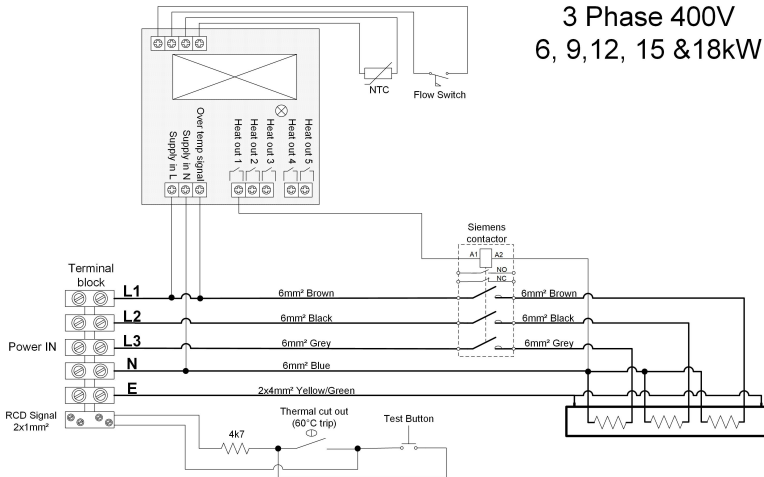 3 Phase 400V
6, 9,12, 15 &18kW
NTC
Flow Switch
Supply in L
Supply in N
Over temp signal
Heat out 1
Heat out 2
Heat out 3
Heat out 4
Heat out 5
Siemens
contactor
A1
A2
NO
NC
Terminal
block
Power IN
L1
6mm² Brown
6mm² Brown
L2
6mm² Black
6mm² Black
L3
6mm² Grey
6mm² Grey
N
6mm² Blue
E
2x4mm² Yellow/Green
RCD Signal
2x1mm²
4k7
Thermal cut out
(60°C trip)
Test Button